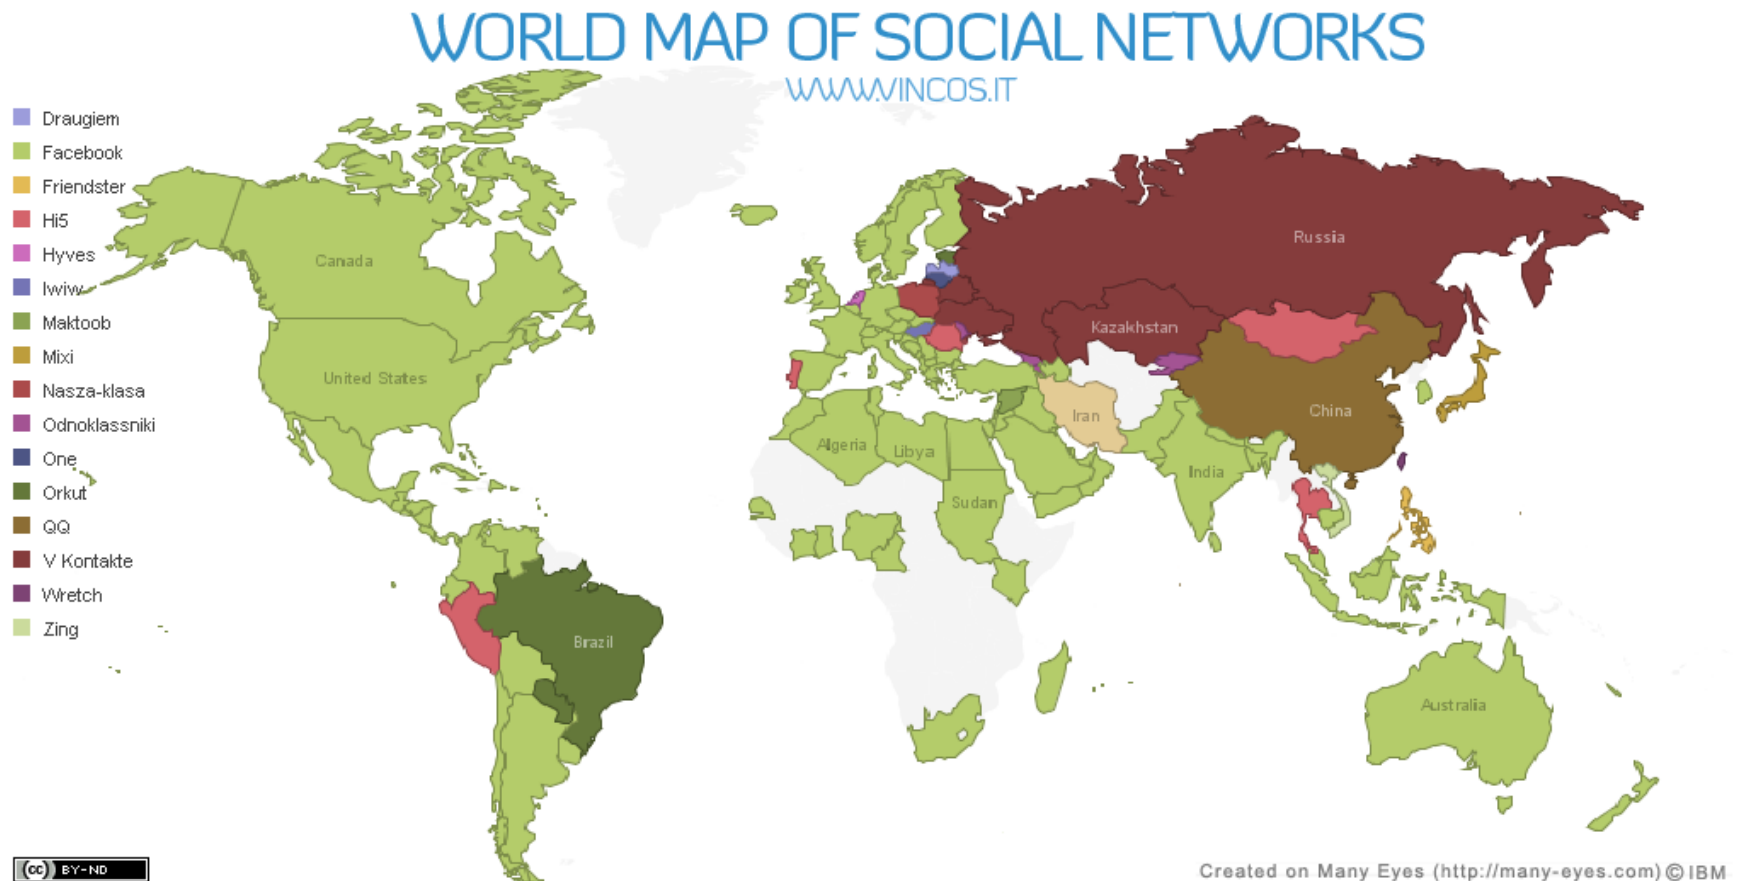 WORLD MAP OF SOCIAL NETWORKS
WWW.VINCOS.IT
Draugiem
Facebook
Friendster
Hi5
Hyves
Iwiw
Maktoob
Mixi
Nasza-klasa
Odnoklassniki
One
Orkut
QQ
V Kontakte
Wretch
Zing
Canada
United States
Brazil
Algeria
Libya
Sudan
Russia
Kazakhstan
Iran
China
India
Australia
cc BY-ND
Created on Many Eyes (http://many-eyes.com) © IBM